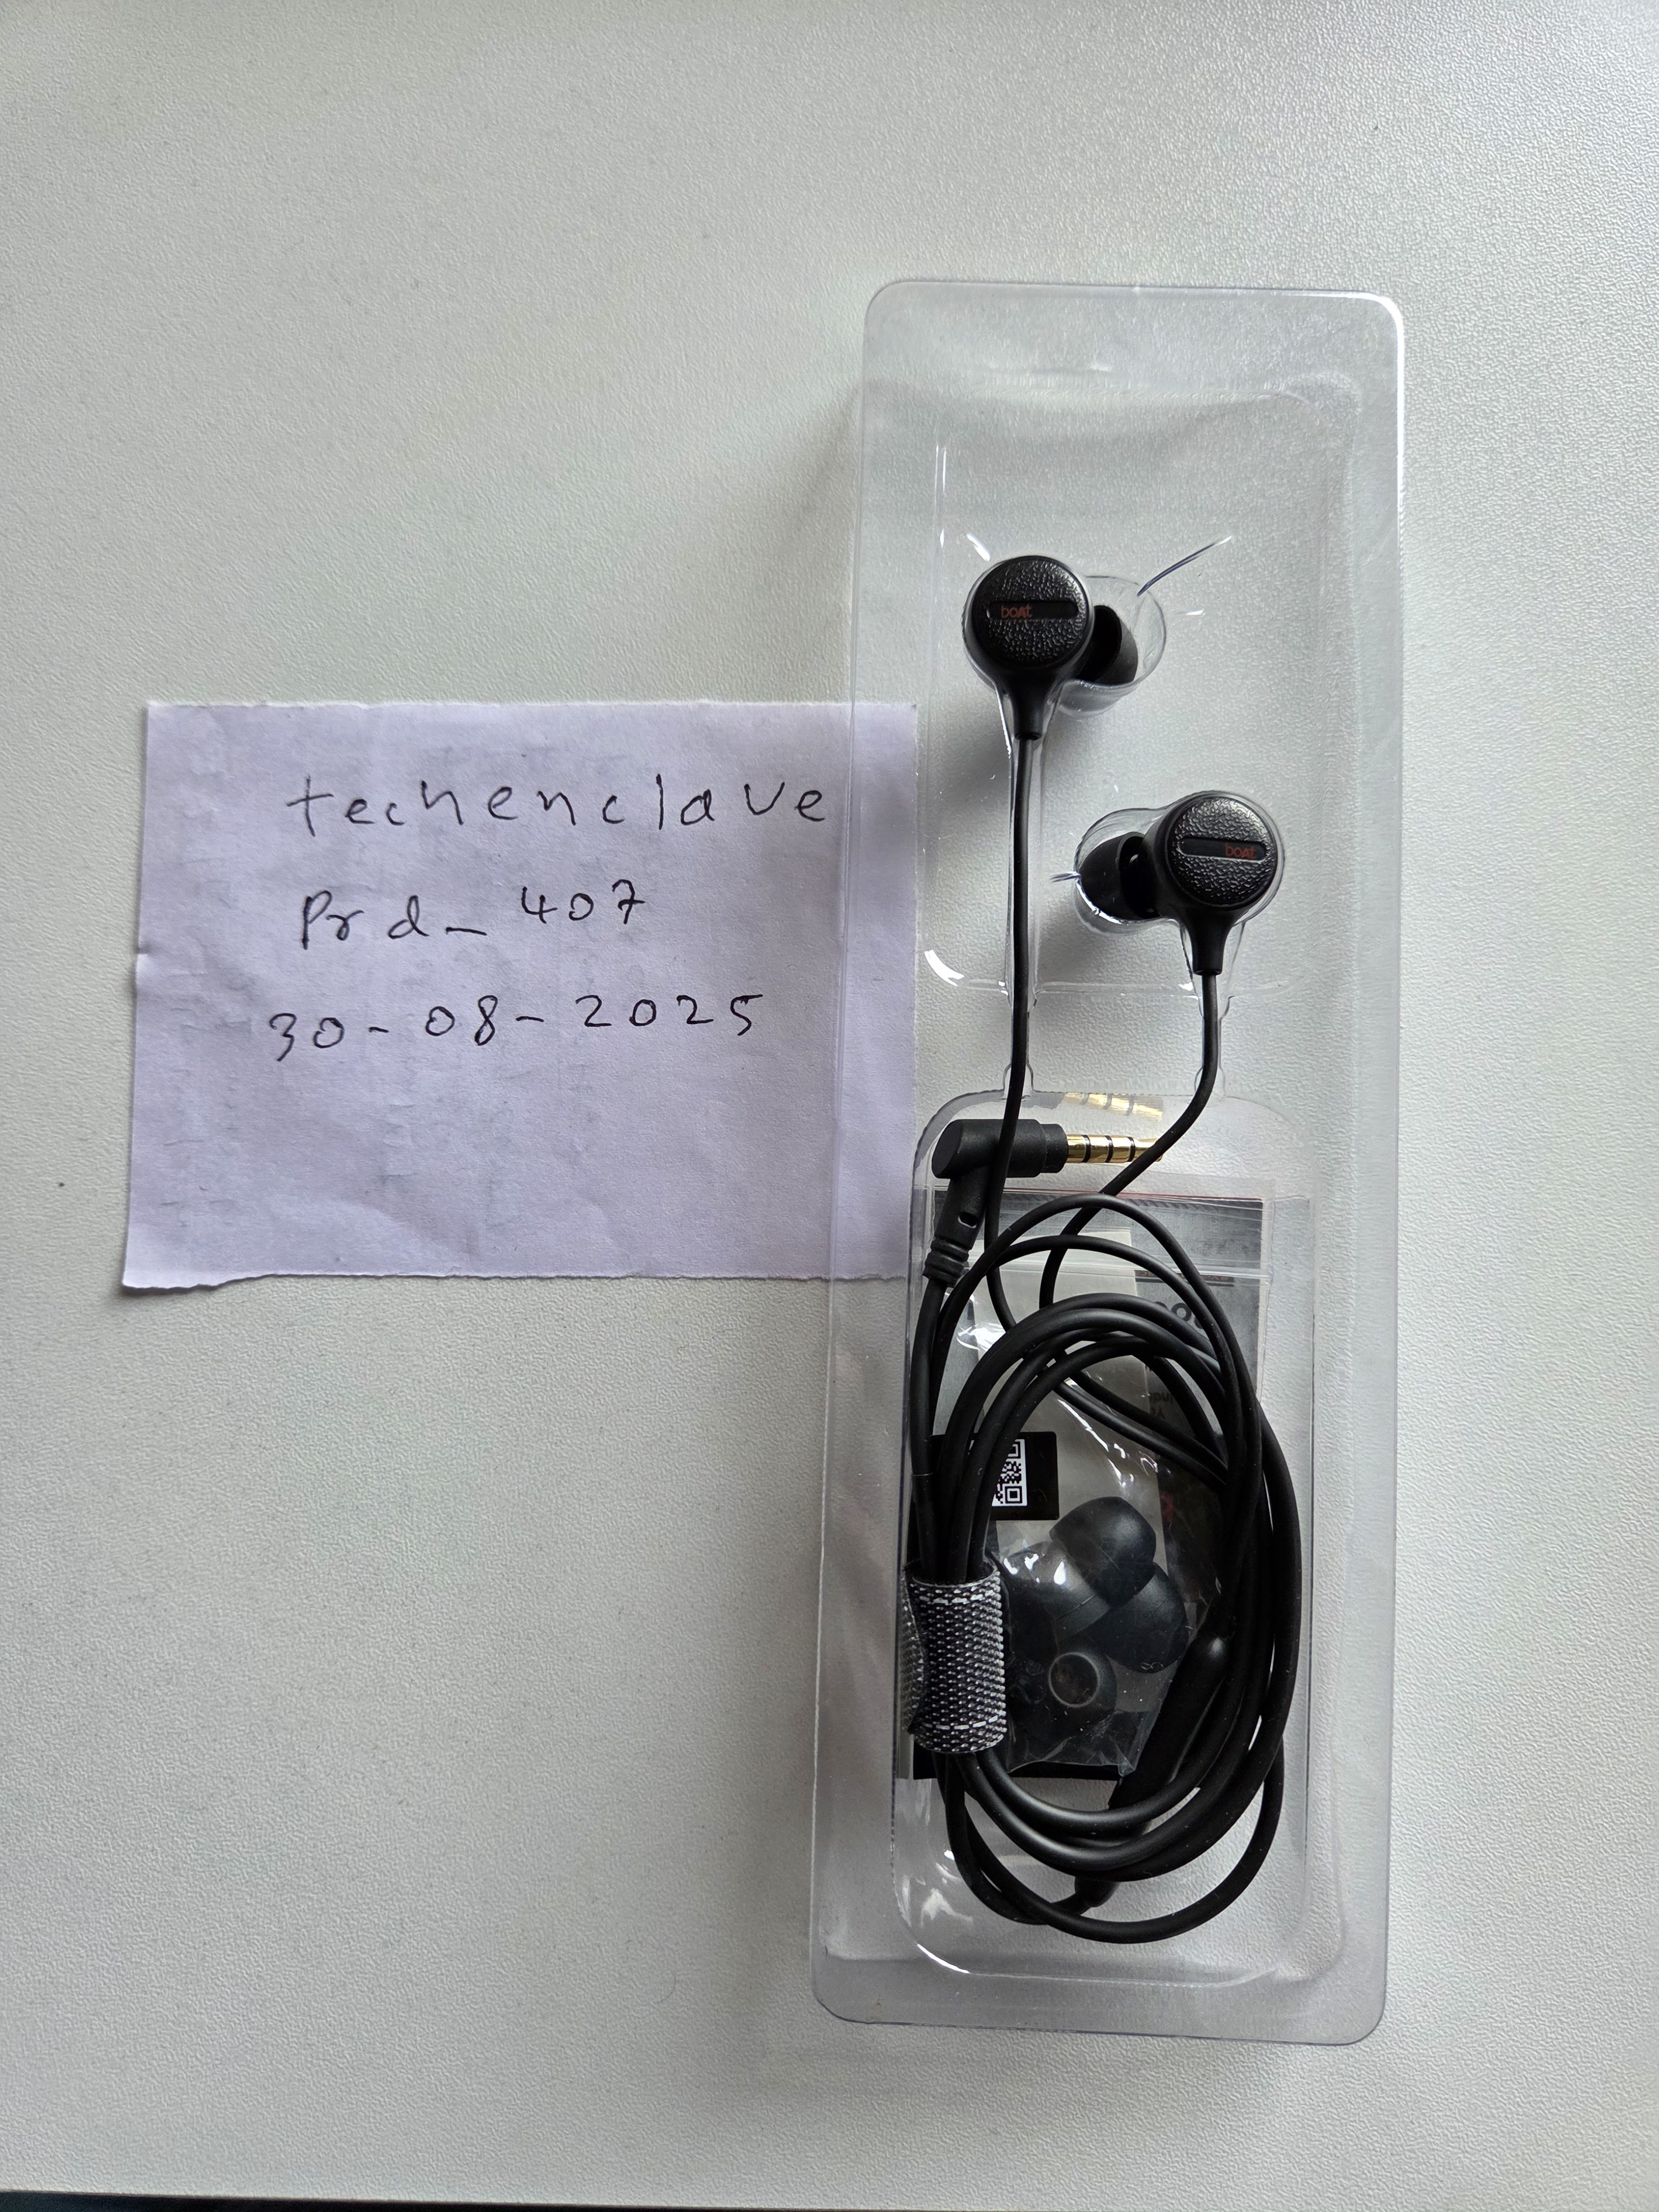 techenclave
Prd_407
30-08-2025
boAt
boAt